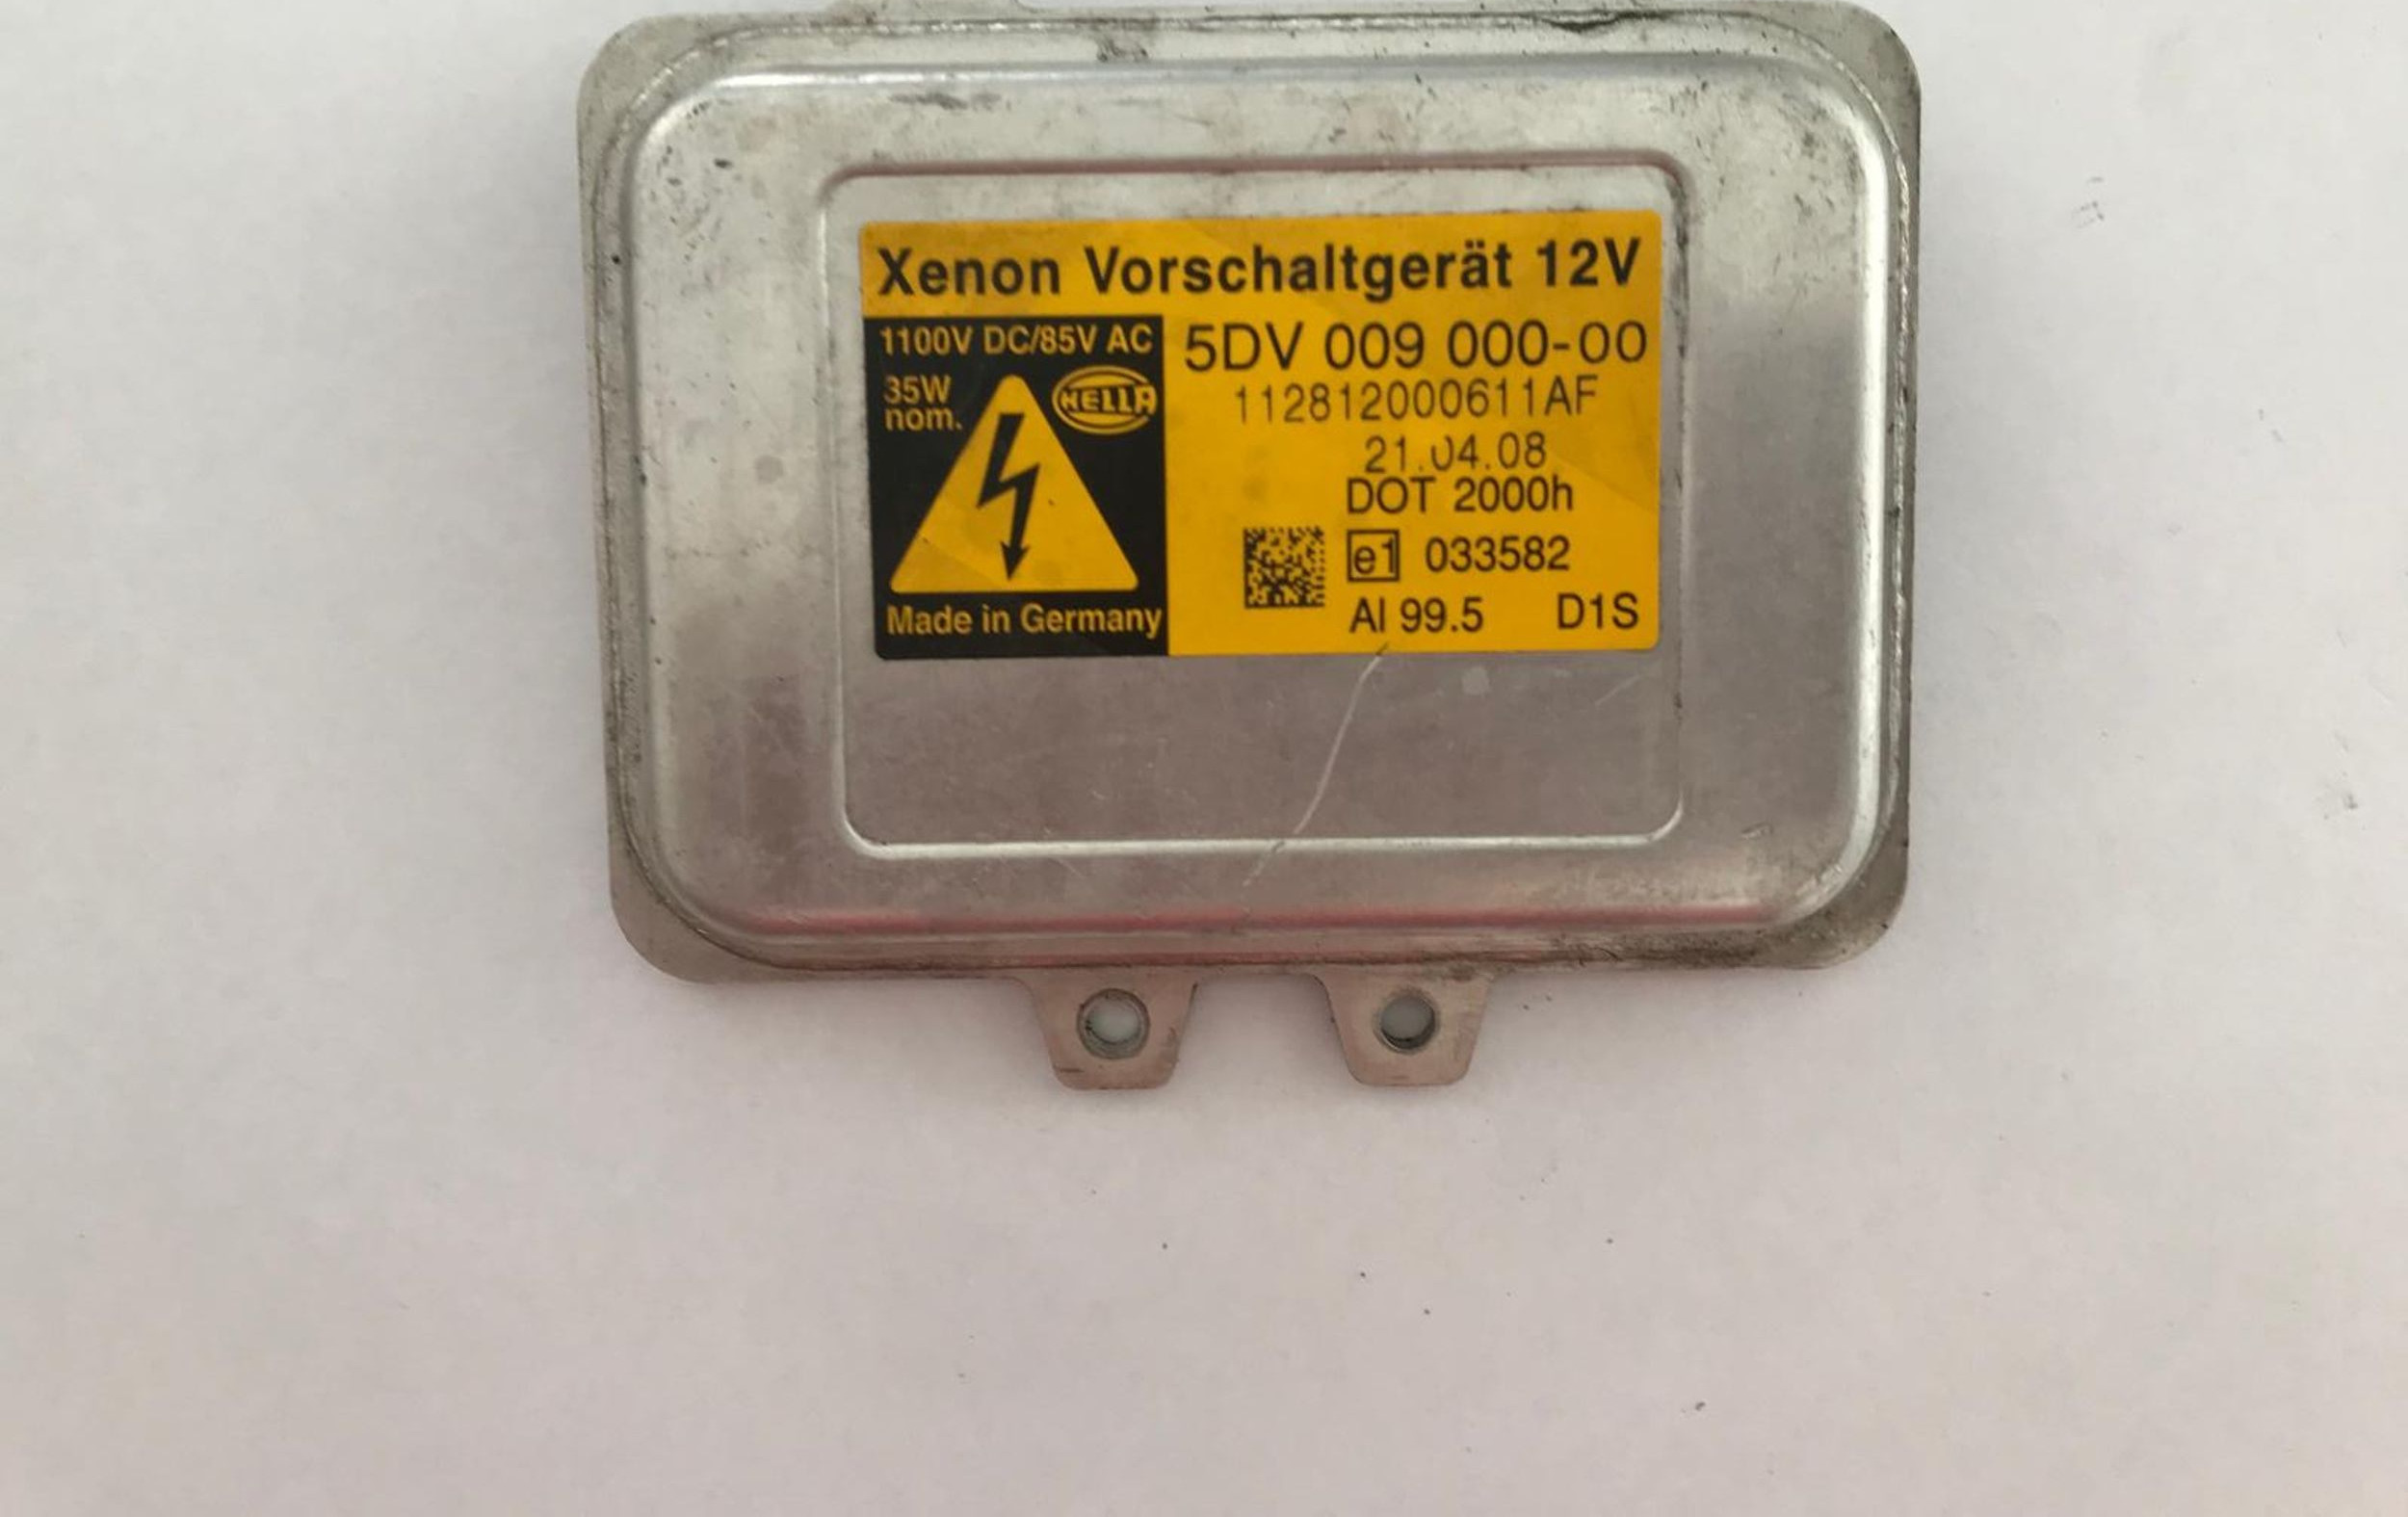 Xenon Vorschaltgerät 12V
1100V DC/85V AC
35W
nom.
HELLA
Made in Germany
5DV 009 000-00
112812000611AF
21.04.08
DOT 2000h
e1 033582
Al 99.5 D1S